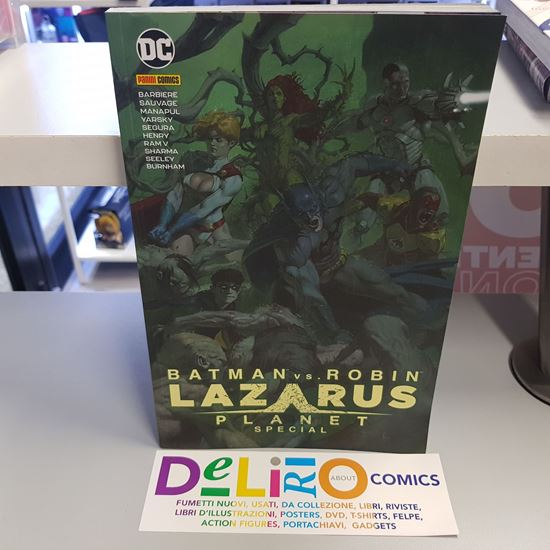 DC
PANINI COMICS
BARBIERE
SAUVAGE
MANAPUL
YARSKY
SEGURA
HENRY
RAM V
SHARMA
SEELEY
BURNHAM
BATMAN vs. ROBIN
LAZARUS
PLANET
SPECIAL
DeLiRiO ABOUT COMICS
FUMETTI NUOVI, USATI, DA COLLEZIONE, LIBRI, RIVISTE,
LIBRI D'ILLUSTRAZIONI, POSTERS, DVD, T-SHIRTS, FELPE,
ACTION FIGURES, PORTACHIAVI, GADGETS
ENT
ON